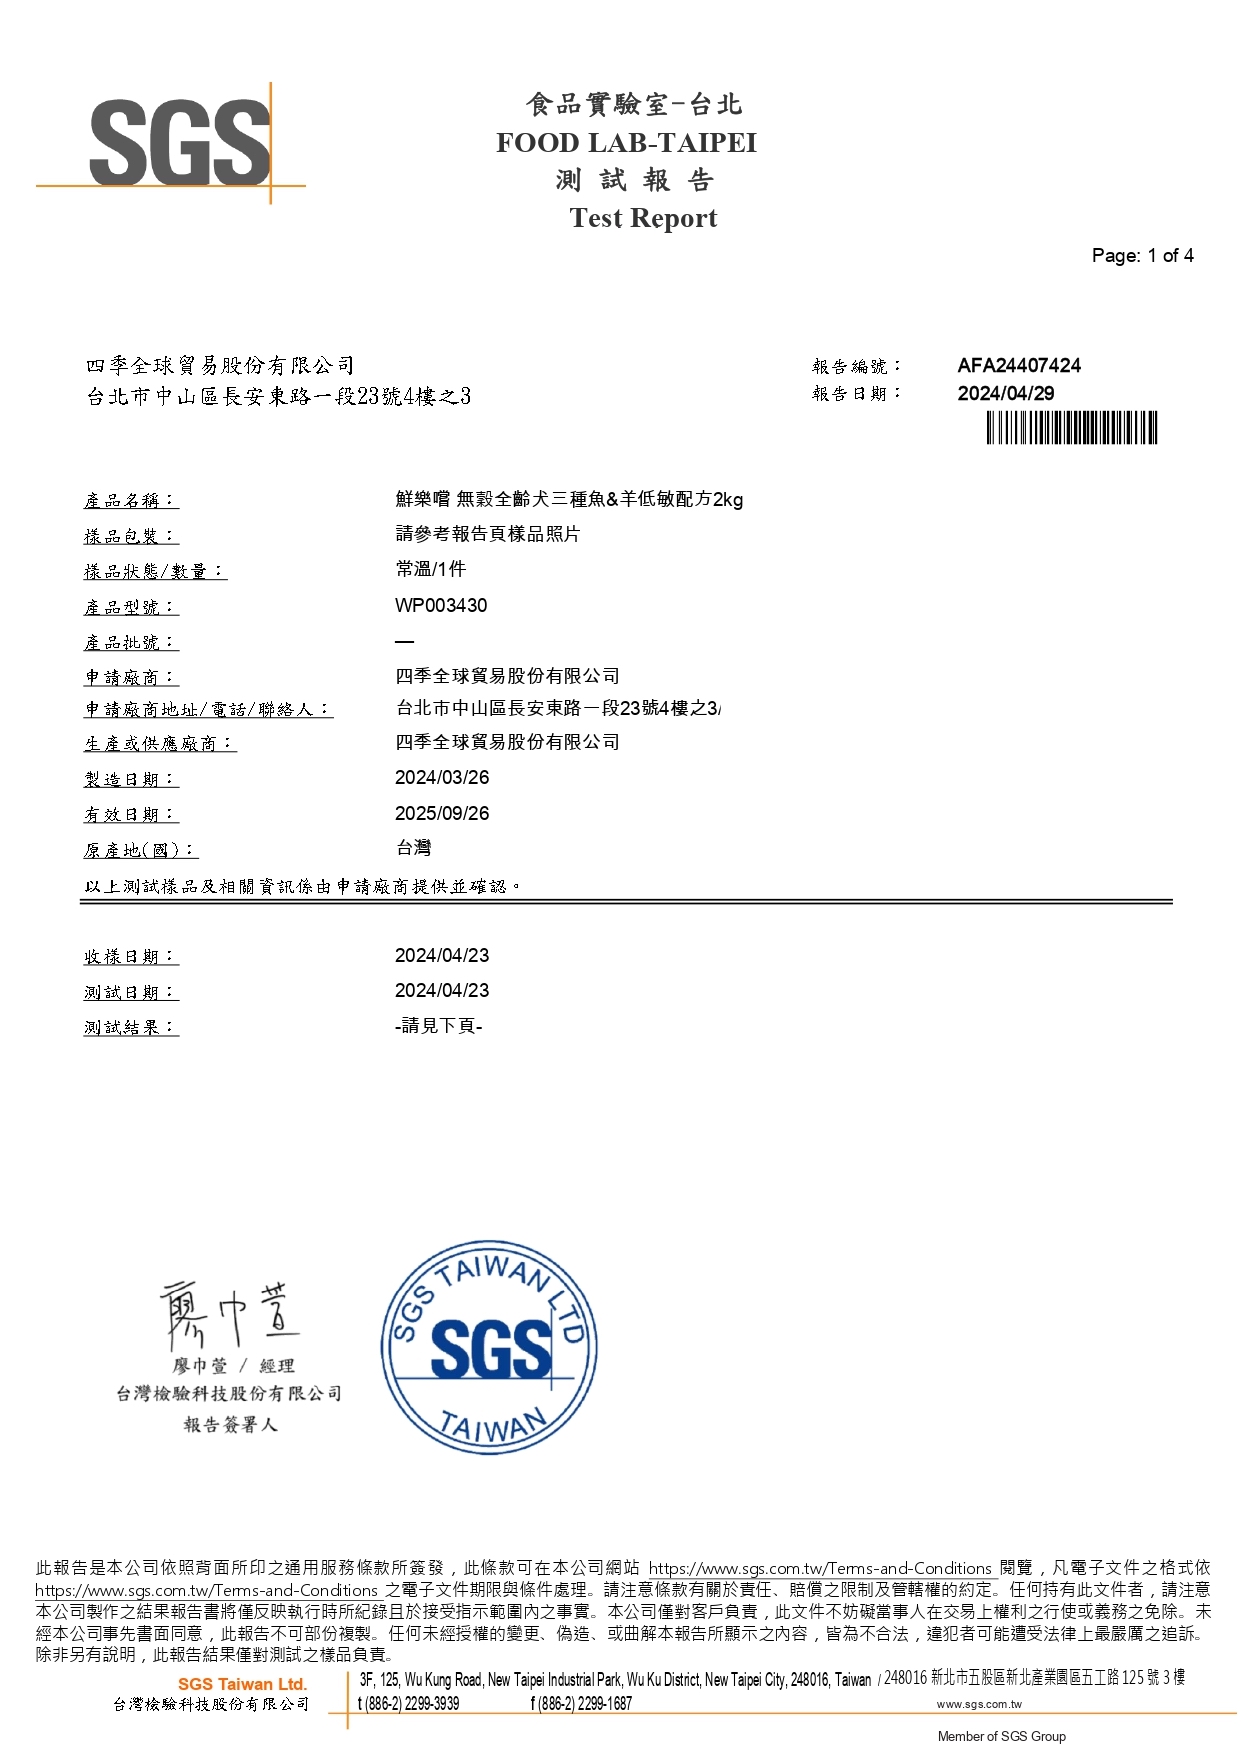 SGS
食品實驗室-台北
FOOD LAB-TAIPEI
測 試 報 告
Test Report
Page: 1 of 4
四季全球貿易股份有限公司
台北市中山區長安東路一段23號4樓之3
報告編號： AFA24407424
報告日期： 2024/04/29
產品名稱： 鮮樂嚐 無穀全齡犬三種魚&羊低敏配方2kg
樣品包裝： 請參考報告頁樣品照片
樣品狀態/數量： 常溫/1件
產品型號： WP003430
產品批號： —
申請廠商： 四季全球貿易股份有限公司
申請廠商地址/電話/聯絡人： 台北市中山區長安東路一段23號4樓之3/
生產或供應廠商： 四季全球貿易股份有限公司
製造日期： 2024/03/26
有效日期： 2025/09/26
原產地(國)： 台灣
以上測試樣品及相關資訊係由申請廠商提供並確認。
收樣日期： 2024/04/23
測試日期： 2024/04/23
測試結果： -請見下頁-
廖巾萱
廖巾萱 / 經理
台灣檢驗科技股份有限公司
報告簽署人
SGS TAIWAN LTD
SGS
TAIWAN
此報告是本公司依照背面所印之通用服務條款所簽發，此條款可在本公司網站 https://www.sgs.com.tw/Terms-and-Conditions 閱覽，凡電子文件之格式依
https://www.sgs.com.tw/Terms-and-Conditions 之電子文件期限與條件處理。請注意條款有關於責任、賠償之限制及管轄權的約定。任何持有此文件者，請注意
本公司製作之結果報告書將僅反映執行時所紀錄且於接受指示範圍內之事實。本公司僅對客戶負責，此文件不妨礙當事人在交易上權利之行使或義務之免除。未
經本公司事先書面同意，此報告不可部份複製。任何未經授權的變更、偽造、或曲解本報告所顯示之內容，皆為不合法，違犯者可能遭受法律上最嚴厲之追訴。
除非另有說明，此報告結果僅對測試之樣品負責。
SGS Taiwan Ltd.
台灣檢驗科技股份有限公司
3F, 125, Wu Kung Road, New Taipei Industrial Park, Wu Ku District, New Taipei City, 248016, Taiwan / 248016 新北市五股區新北產業園區五工路 125 號 3 樓
t (886-2) 2299-3939 f (886-2) 2299-1687 www.sgs.com.tw
Member of SGS Group